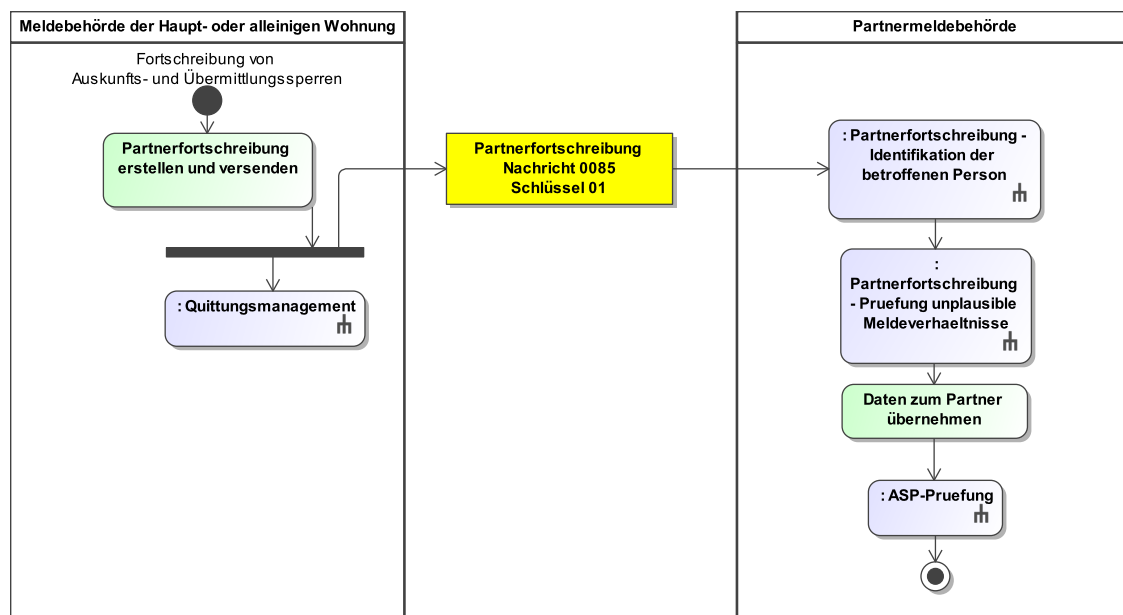 Meldebehörde der Haupt- oder alleinigen Wohnung
Fortschreibung von
Auskunfts- und Übermittlungssperren
Partnerfortschreibung
erstellen und versenden
: Quittungsmanagement
Partnerfortschreibung
Nachricht 0085
Schlüssel 01
Partnermeldebehörde
: Partnerfortschreibung -
Identifikation der
betroffenen Person
:
Partnerfortschreibung
- Pruefung unplausible
Meldeverhaeltnisse
Daten zum Partner
übernehmen
: ASP-Pruefung